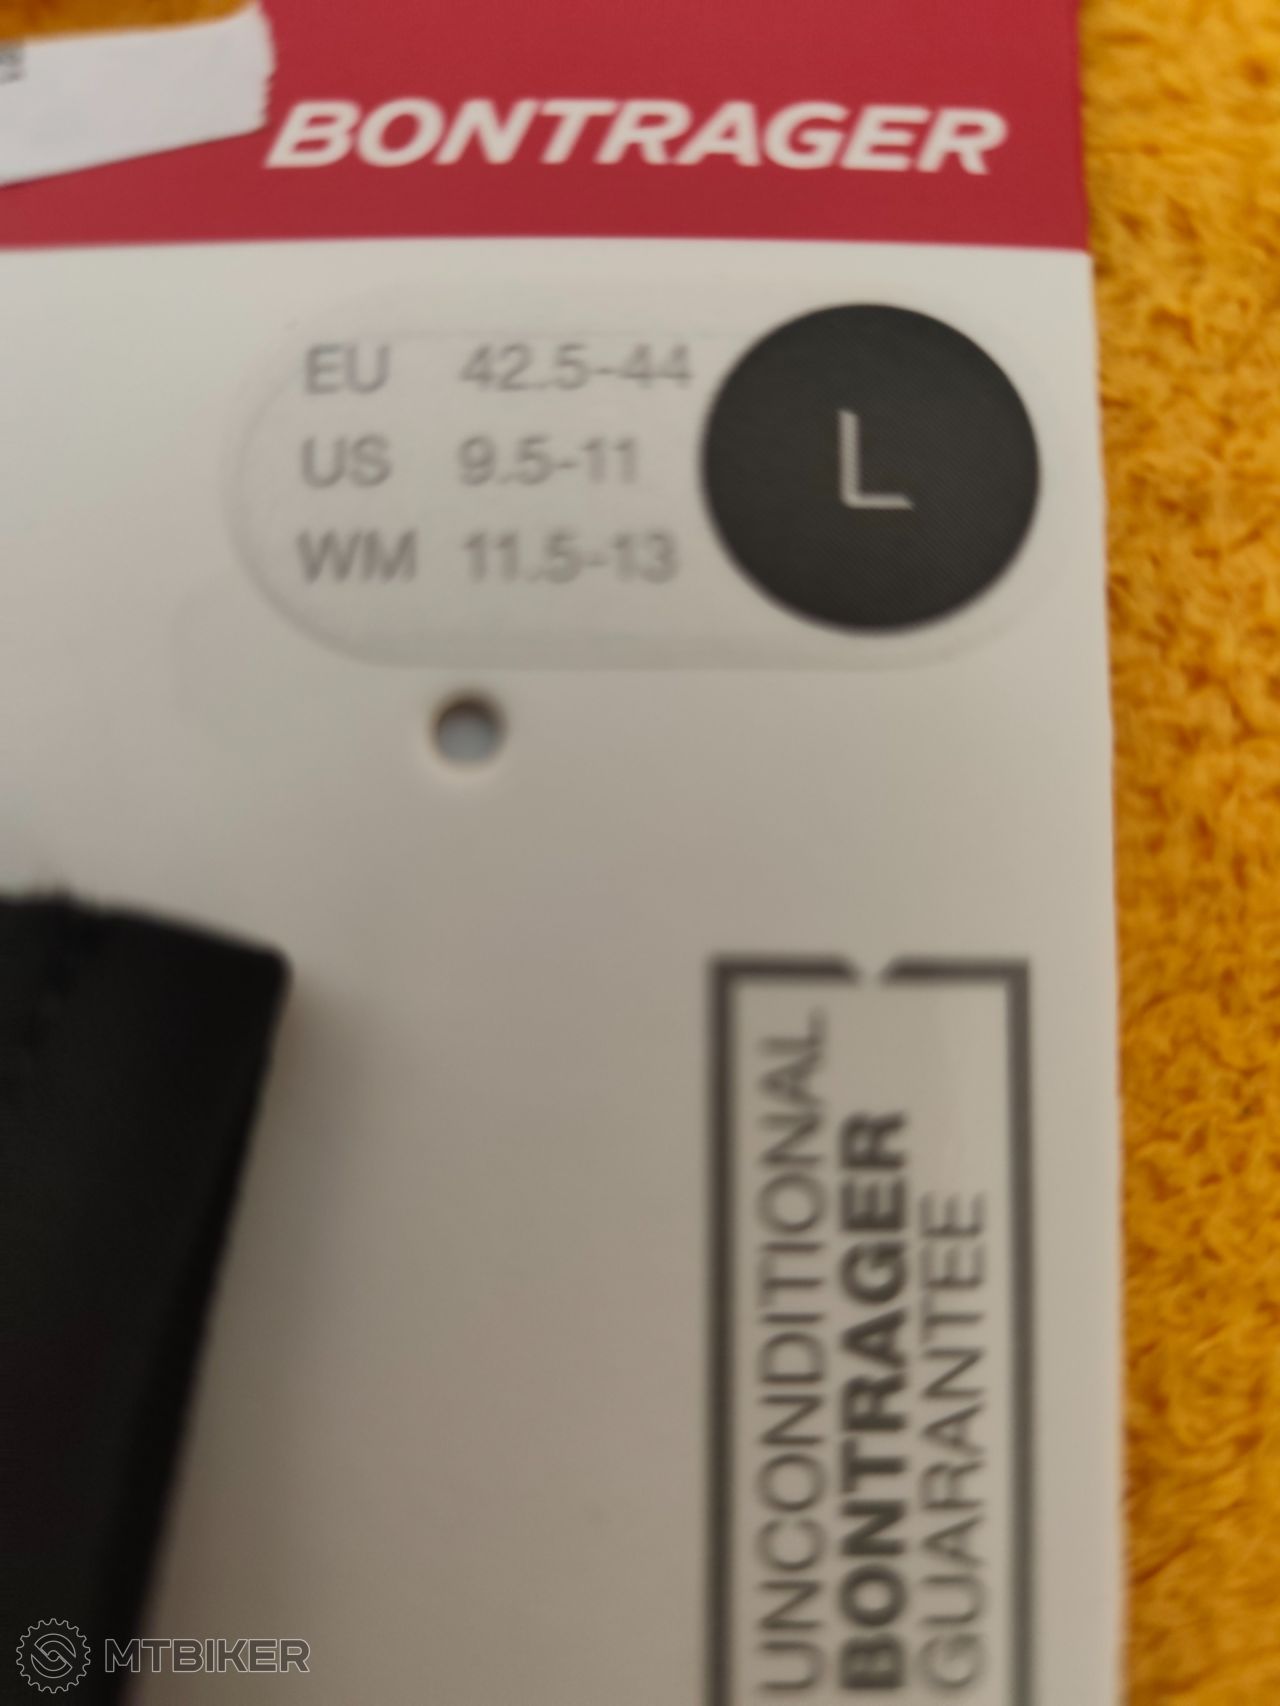 BONTRAGER
EU 42.5-44
US 9.5-11
WM 11.5-13
L
UNCONDITIONAL
BONTRAGER
GUARANTEE
MTBIKER